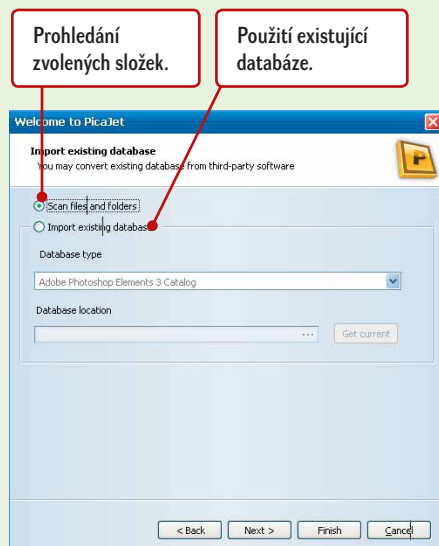 Prohledání
zvolených složek.
Použití existující
databáze.
Welcome to PicaJet
Import existing database
You may convert existing database from third-party software
Scan files and folders
Import existing database
Database type
Adobe Photoshop Elements 3 Catalog
Database location
...
Get current
< Back
Next >
Finish
Cancel